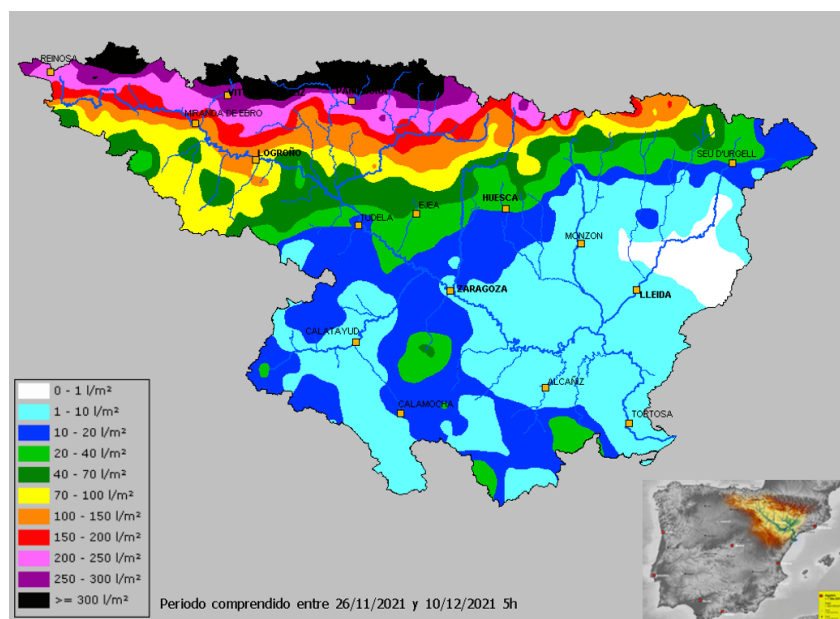 REINOSA
MIRANDA DE EBRO
LOGROÑO
SEU D'URGELL
HUESCA
EJEA
TUDELA
MONZON
ZARAGOZA
LLEIDA
CALATAYUD
ALCAÑIZ
CALAMOCHA
TORTOSA
0 - 1 l/m²
1 - 10 l/m²
10 - 20 l/m²
20 - 40 l/m²
40 - 70 l/m²
70 - 100 l/m²
100 - 150 l/m²
150 - 200 l/m²
200 - 250 l/m²
250 - 300 l/m²
>= 300 l/m²
Periodo comprendido entre 26/11/2021 y 10/12/2021 5h